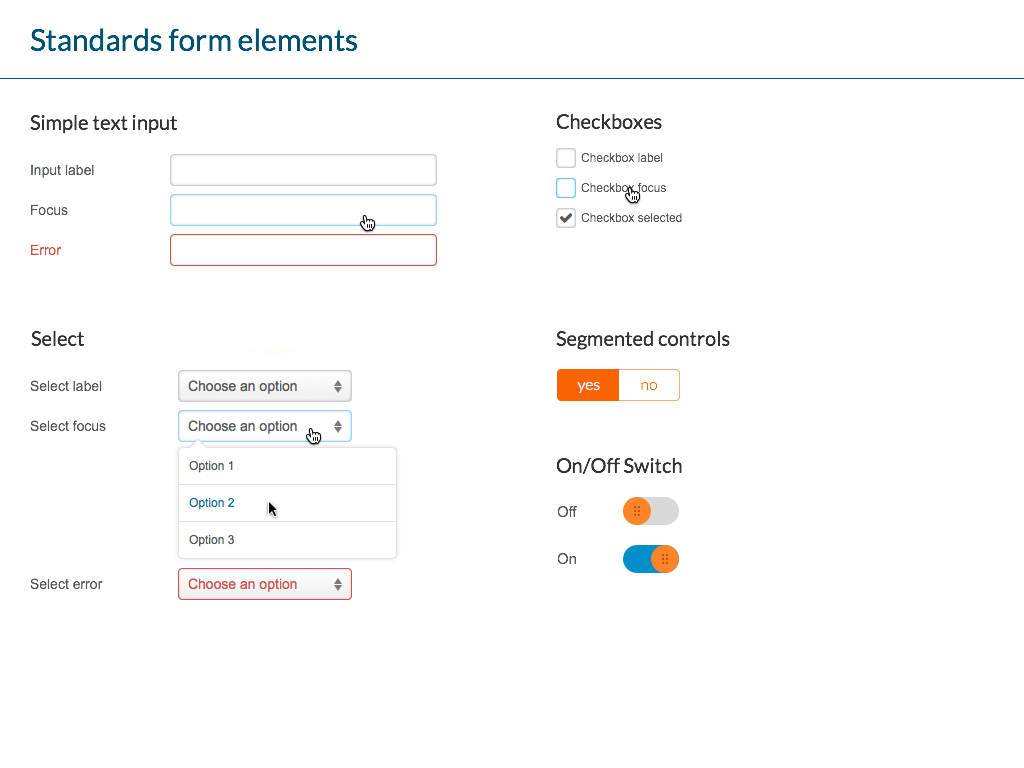 Standards form elements
Simple text input
Input label
Focus
Error
Checkboxes
Checkbox label
Checkbox focus
Checkbox selected
Select
Select label
Choose an option
Select focus
Choose an option
Option 1
Option 2
Option 3
Select error
Choose an option
Segmented controls
yes no
On/Off Switch
Off
On